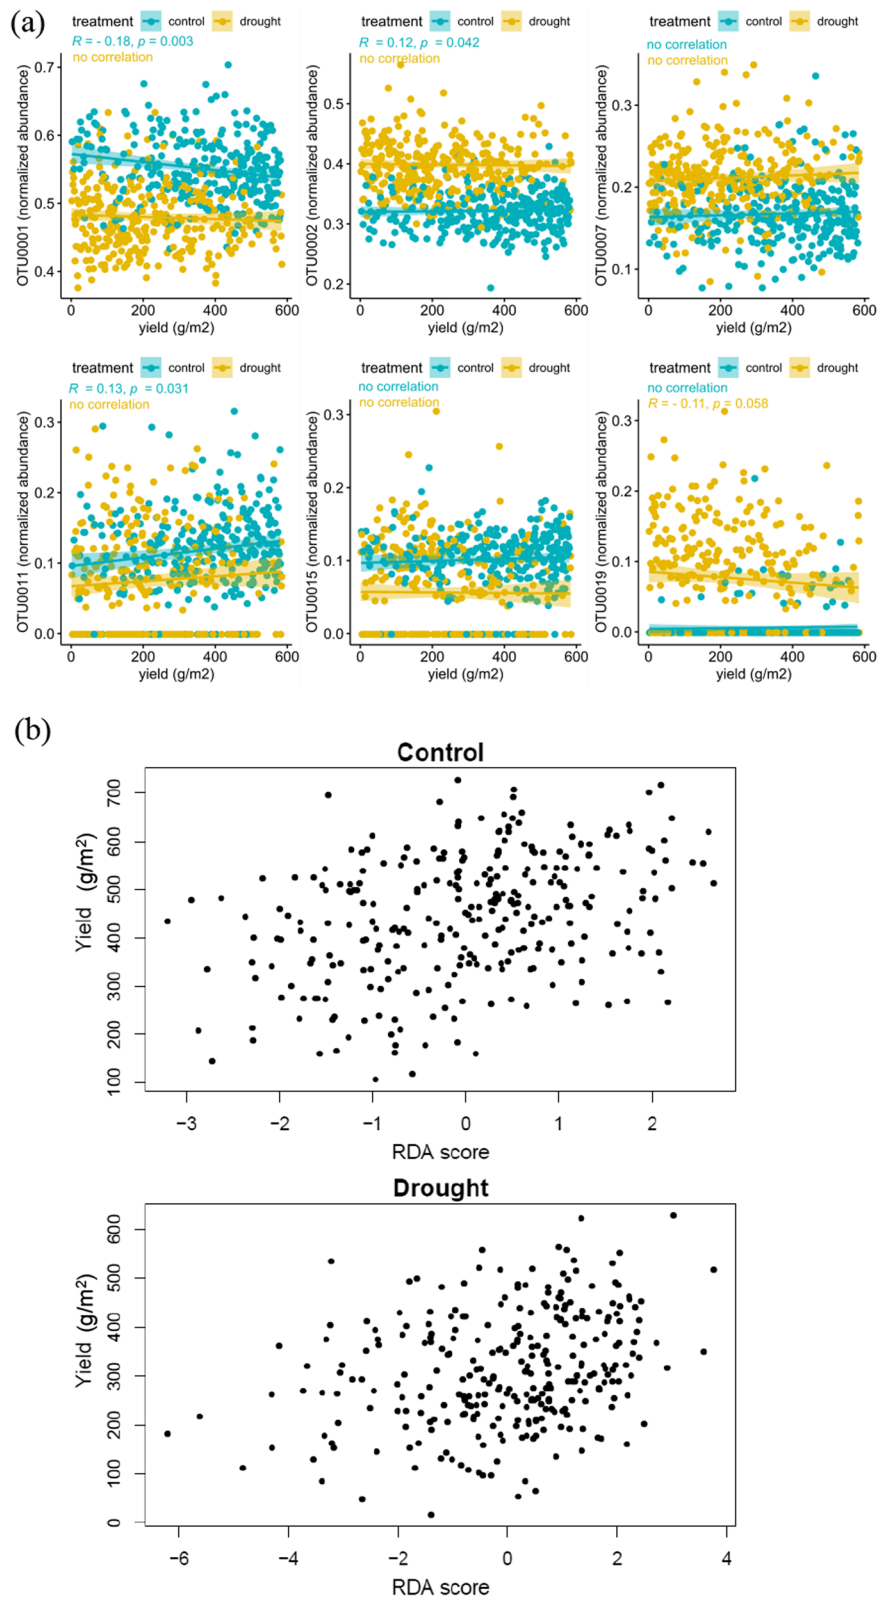 (a)
treatment control drought
R = - 0.18, p = 0.003
no correlation
0.7
0.6
0.5
0.4
OTU0001 (normalized abundance)
0 200 400 600
yield (g/m2)
treatment control drought
R = 0.12, p = 0.042
no correlation
0.5
0.4
0.3
0.2
OTU0002 (normalized abundance)
0 200 400 600
yield (g/m2)
treatment control drought
no correlation
no correlation
0.3
0.2
0.1
OTU0007 (normalized abundance)
0 200 400 600
yield (g/m2)
treatment control drought
R = 0.13, p = 0.031
no correlation
0.3
0.2
0.1
0.0
OTU0011 (normalized abundance)
0 200 400 600
yield (g/m2)
treatment control drought
no correlation
no correlation
0.3
0.2
0.1
0.0
OTU0015 (normalized abundance)
0 200 400 600
yield (g/m2)
treatment control drought
no correlation
R = - 0.11, p = 0.058
0.3
0.2
0.1
0.0
OTU0019 (normalized abundance)
0 200 400 600
yield (g/m2)
(b)
Control
700
600
500
400
300
200
100
Yield (g/m²)
−3 −2 −1 0 1 2
RDA score
Drought
600
500
400
300
200
100
0
Yield (g/m²)
−6 −4 −2 0 2 4
RDA score